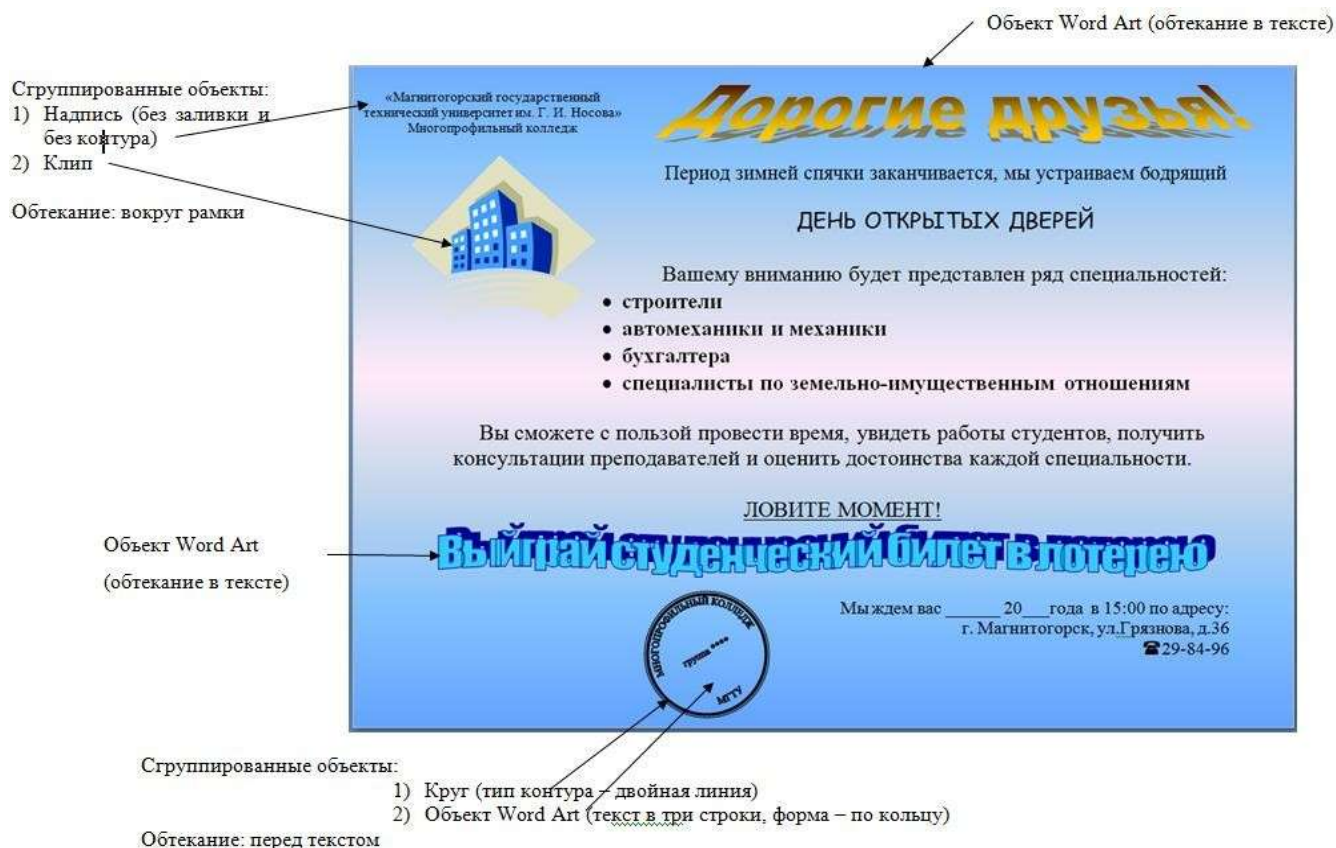 Объект Word Art (обтекание в тексте)
Сгруппированные объекты:
1) Надпись (без заливки и
без контура)
2) Клип
Обтекание: вокруг рамки
«Магнитогорский государственный
технический университет им. Г. И. Носова»
Многопрофильный колледж
Дорогие друзья!
Период зимней спячки заканчивается, мы устраиваем бодрящий
ДЕНЬ ОТКРЫТЫХ ДВЕРЕЙ
Вашему вниманию будет представлен ряд специальностей:
• строители
• автомеханики и механики
• бухгалтера
• специалисты по земельно-имущественным отношениям
Вы сможете с пользой провести время, увидеть работы студентов, получить
консультации преподавателей и оценить достоинства каждой специальности.
ЛОВИТЕ МОМЕНТ!
Объект Word Art
(обтекание в тексте)
Выйграй студенческий билет в лотерею
Мы ждем вас ______ 20___года в 15:00 по адресу:
г. Магнитогорск, ул.Грязнова, д.36
☎29-84-96
МНОГОПРОФИЛЬНЫЙ КОЛЛЕДЖ
группа ****
МГТУ
Сгруппированные объекты:
1) Круг (тип контура – двойная линия)
2) Объект Word Art (текст в три строки, форма – по кольцу)
Обтекание: перед текстом